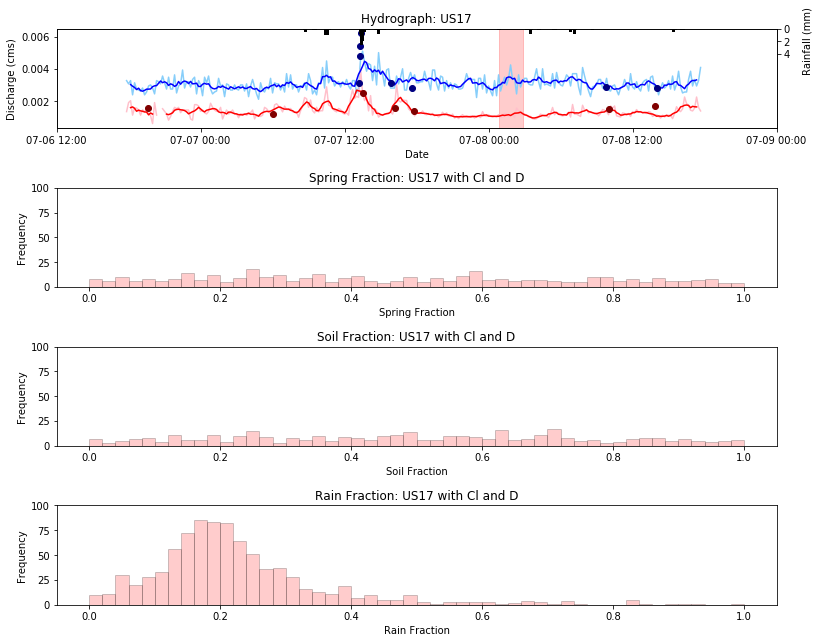 Hydrograph: US17
Discharge (cms)
0.006
0.004
0.002
0
2
4
Rainfall (mm)
07-06 12:00 07-07 00:00 07-07 12:00 07-08 00:00 07-08 12:00 07-09 00:00
Date
Spring Fraction: US17 with Cl and D
Frequency
100
75
50
25
0
0.0 0.2 0.4 0.6 0.8 1.0
Spring Fraction
Soil Fraction: US17 with Cl and D
Frequency
100
75
50
25
0
0.0 0.2 0.4 0.6 0.8 1.0
Soil Fraction
Rain Fraction: US17 with Cl and D
Frequency
100
75
50
25
0
0.0 0.2 0.4 0.6 0.8 1.0
Rain Fraction